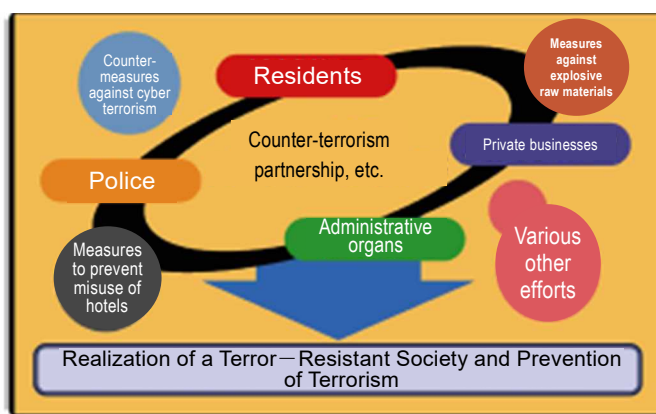 Counter-
measures
against cyber
terrorism
Residents
Measures
against
explosive
raw materials
Counter-terrorism
partnership, etc.
Private businesses
Police
Administrative
organs
Measures
to prevent
misuse of
hotels
Various
other
efforts
Realization of a Terror－Resistant Society and Prevention
of Terrorism